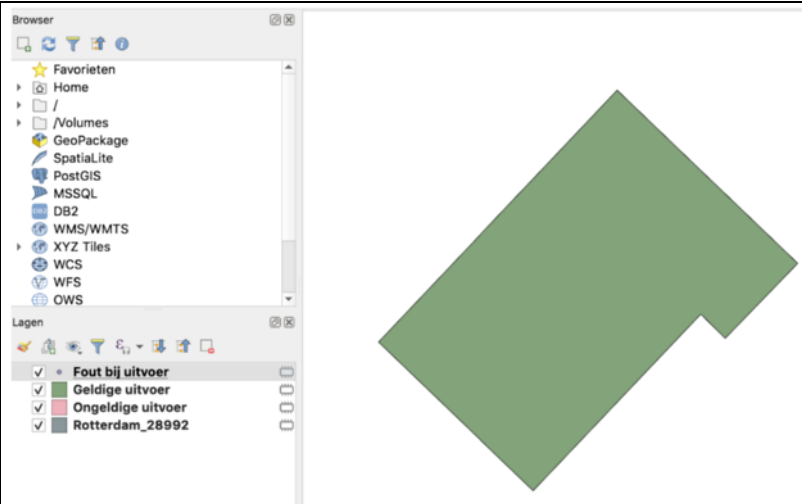 Browser
Favorieten
Home
/
/Volumes
GeoPackage
SpatiaLite
PostGIS
MSSQL
DB2
WMS/WMTS
XYZ Tiles
WCS
WFS
OWS
Lagen
Fout bij uitvoer
Geldige uitvoer
Ongeldige uitvoer
Rotterdam_28992